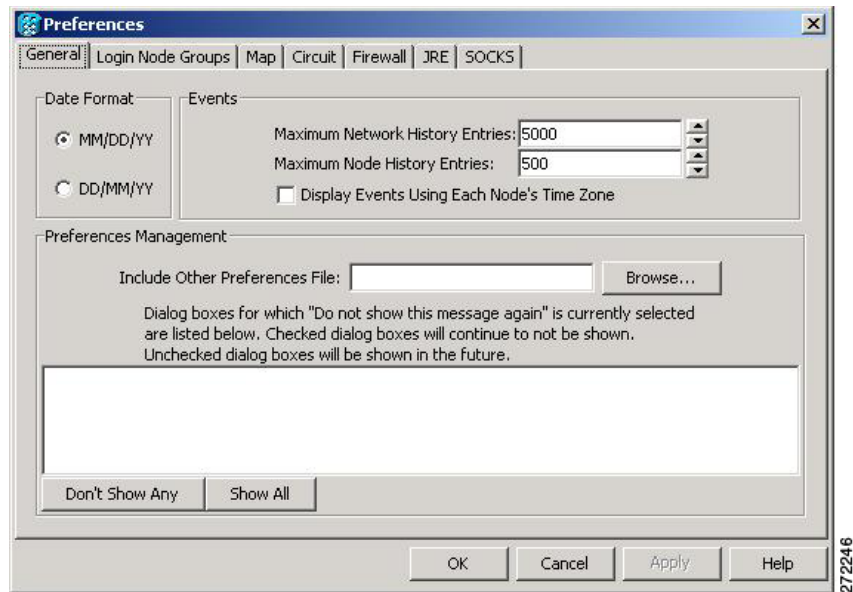 Preferences
General Login Node Groups Map Circuit Firewall JRE SOCKS
Date Format
MM/DD/YY
DD/MM/YY
Events
Maximum Network History Entries: 5000
Maximum Node History Entries: 500
Display Events Using Each Node's Time Zone
Preferences Management
Include Other Preferences File: Browse...
Dialog boxes for which "Do not show this message again" is currently selected
are listed below. Checked dialog boxes will continue to not be shown.
Unchecked dialog boxes will be shown in the future.
Don't Show Any Show All
OK Cancel Apply Help
272246